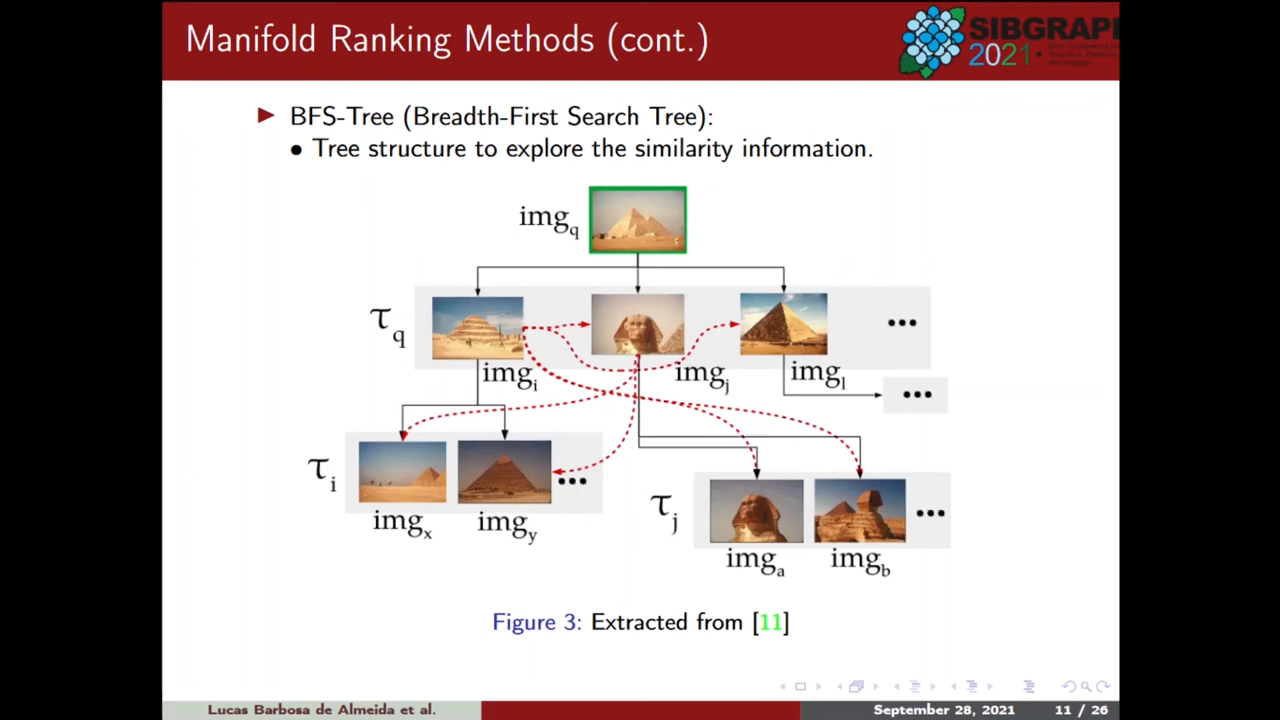 Manifold Ranking Methods (cont.)
SIBGRAPI
2021
▶ BFS-Tree (Breadth-First Search Tree):
• Tree structure to explore the similarity information.
img_q
τ_q
•••
img_i
img_j
img_l
•••
τ_i
•••
img_x
img_y
τ_j
•••
img_a
img_b
Figure 3: Extracted from [11]
Lucas Barbosa de Almeida et al.
September 28, 2021
11 / 26